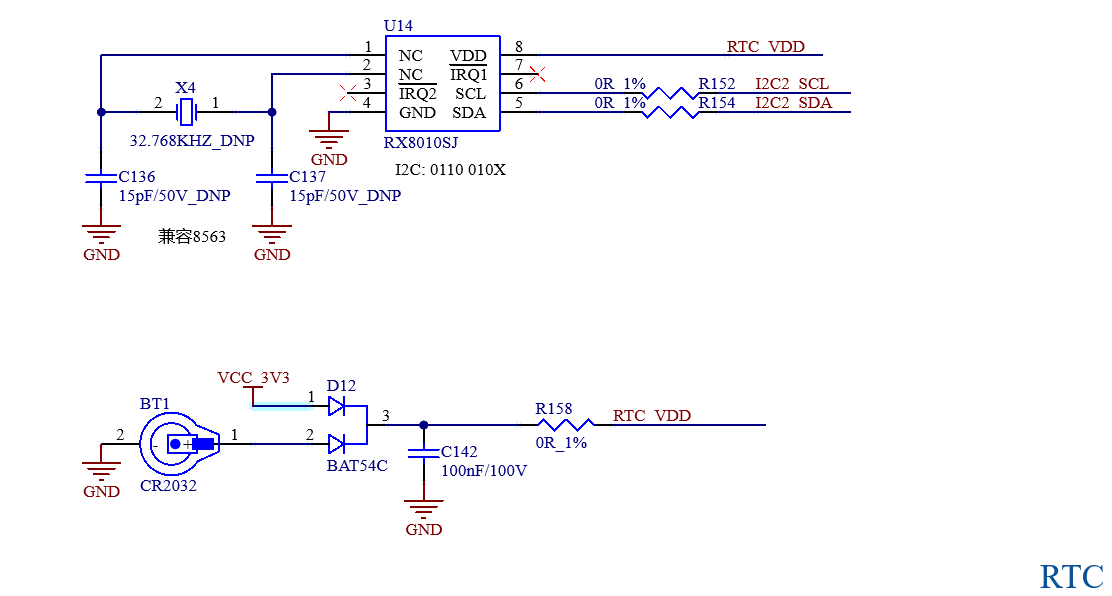 U14
1 NC VDD 8 RTC_VDD
2 NC IRQ1 7
3 IRQ2 SCL 6 0R_1% R152 I2C2_SCL
4 GND SDA 5 0R_1% R154 I2C2_SDA
RX8010SJ
I2C: 0110 010X
GND
X4
2 1
32.768KHZ_DNP
C136
15pF/50V_DNP
C137
15pF/50V_DNP
兼容8563
GND
GND
VCC_3V3
1 D12
BT1
2 - + 1 2
3
BAT54C
CR2032
GND
R158
0R_1%
RTC_VDD
C142
100nF/100V
GND
RTC